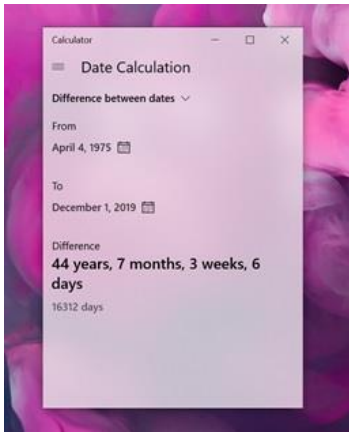 Calculator
Date Calculation
Difference between dates
From
April 4, 1975
To
December 1, 2019
Difference
44 years, 7 months, 3 weeks, 6
days
16312 days